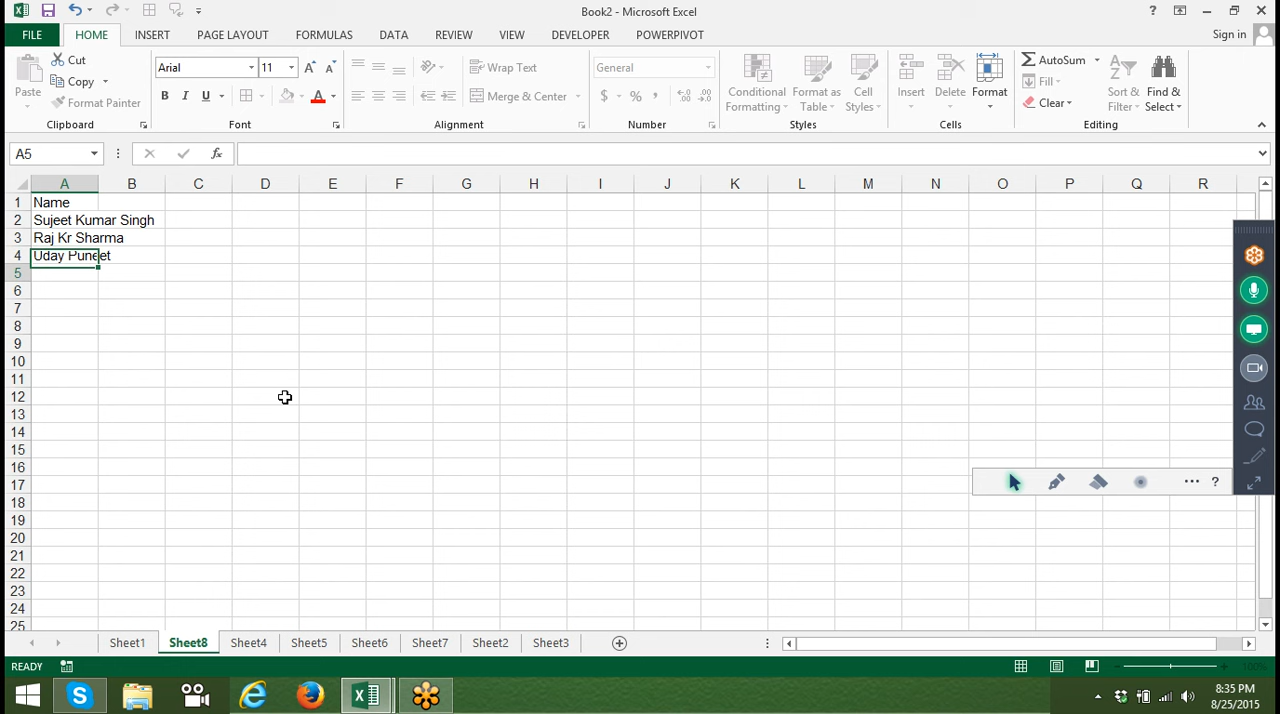 Book2 - Microsoft Excel
?
FILE
HOME
INSERT
PAGE LAYOUT
FORMULAS
DATA
REVIEW
VIEW
DEVELOPER
POWERPIVOT
Sign in
Paste
Cut
Copy
Format Painter
Clipboard
Arial
11
B I U
Font
Wrap Text
Merge & Center
Alignment
General
$ % ,
Number
Conditional Formatting
Format as Table
Cell Styles
Styles
Insert
Delete
Format
Cells
AutoSum
Fill
Clear
Sort & Filter
Find & Select
Editing
A5
fx
A B C D E F G H I J K L M N O P Q R
1 Name
2 Sujeet Kumar Singh
3 Raj Kr Sharma
4 Uday Puneet
5
6
7
8
9
10
11
12
13
14
15
16
17
18
19
20
21
22
23
24
25
... ?
Sheet1 Sheet8 Sheet4 Sheet5 Sheet6 Sheet7 Sheet2 Sheet3
READY
100%
8:35 PM
8/25/2015